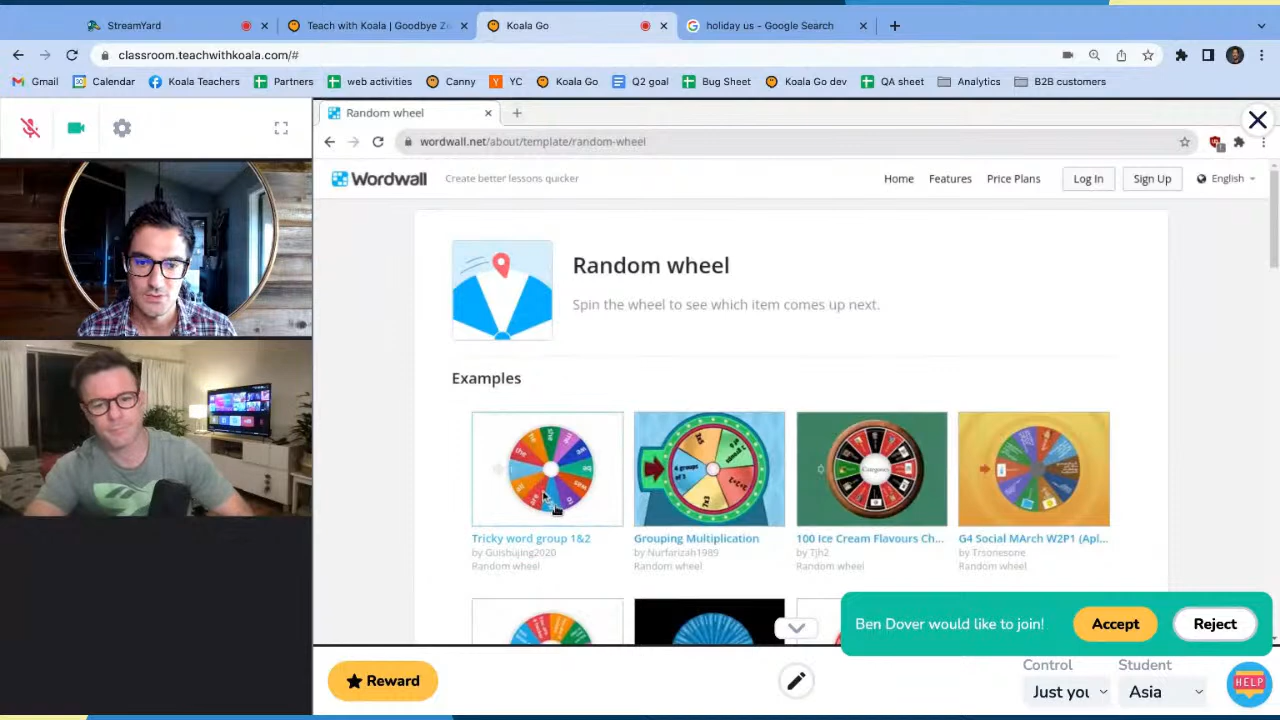 StreamYard
Teach with Koala | Goodbye Z
Koala Go
holiday us - Google Search
classroom.teachwithkoala.com/#
Gmail
Calendar
Koala Teachers
Partners
web activities
Canny
YC
Koala Go
Q2 goal
Bug Sheet
Koala Go dev
QA sheet
Analytics
B2B customers
Random wheel
wordwall.net/about/template/random-wheel
Wordwall
Create better lessons quicker
Home
Features
Price Plans
Log In
Sign Up
English
Random wheel
Spin the wheel to see which item comes up next.
Examples
Tricky word group 1&2
by Guishujing2020
Random wheel
Grouping Multiplication
by Nurfarizah1989
Random wheel
100 Ice Cream Flavours Ch...
by Tjh2
Random wheel
G4 Social MArch W2P1 (Apl...
by Trsonesone
Random wheel
Ben Dover would like to join!
Accept
Reject
Reward
Control
Just you
Student
Asia
HELP